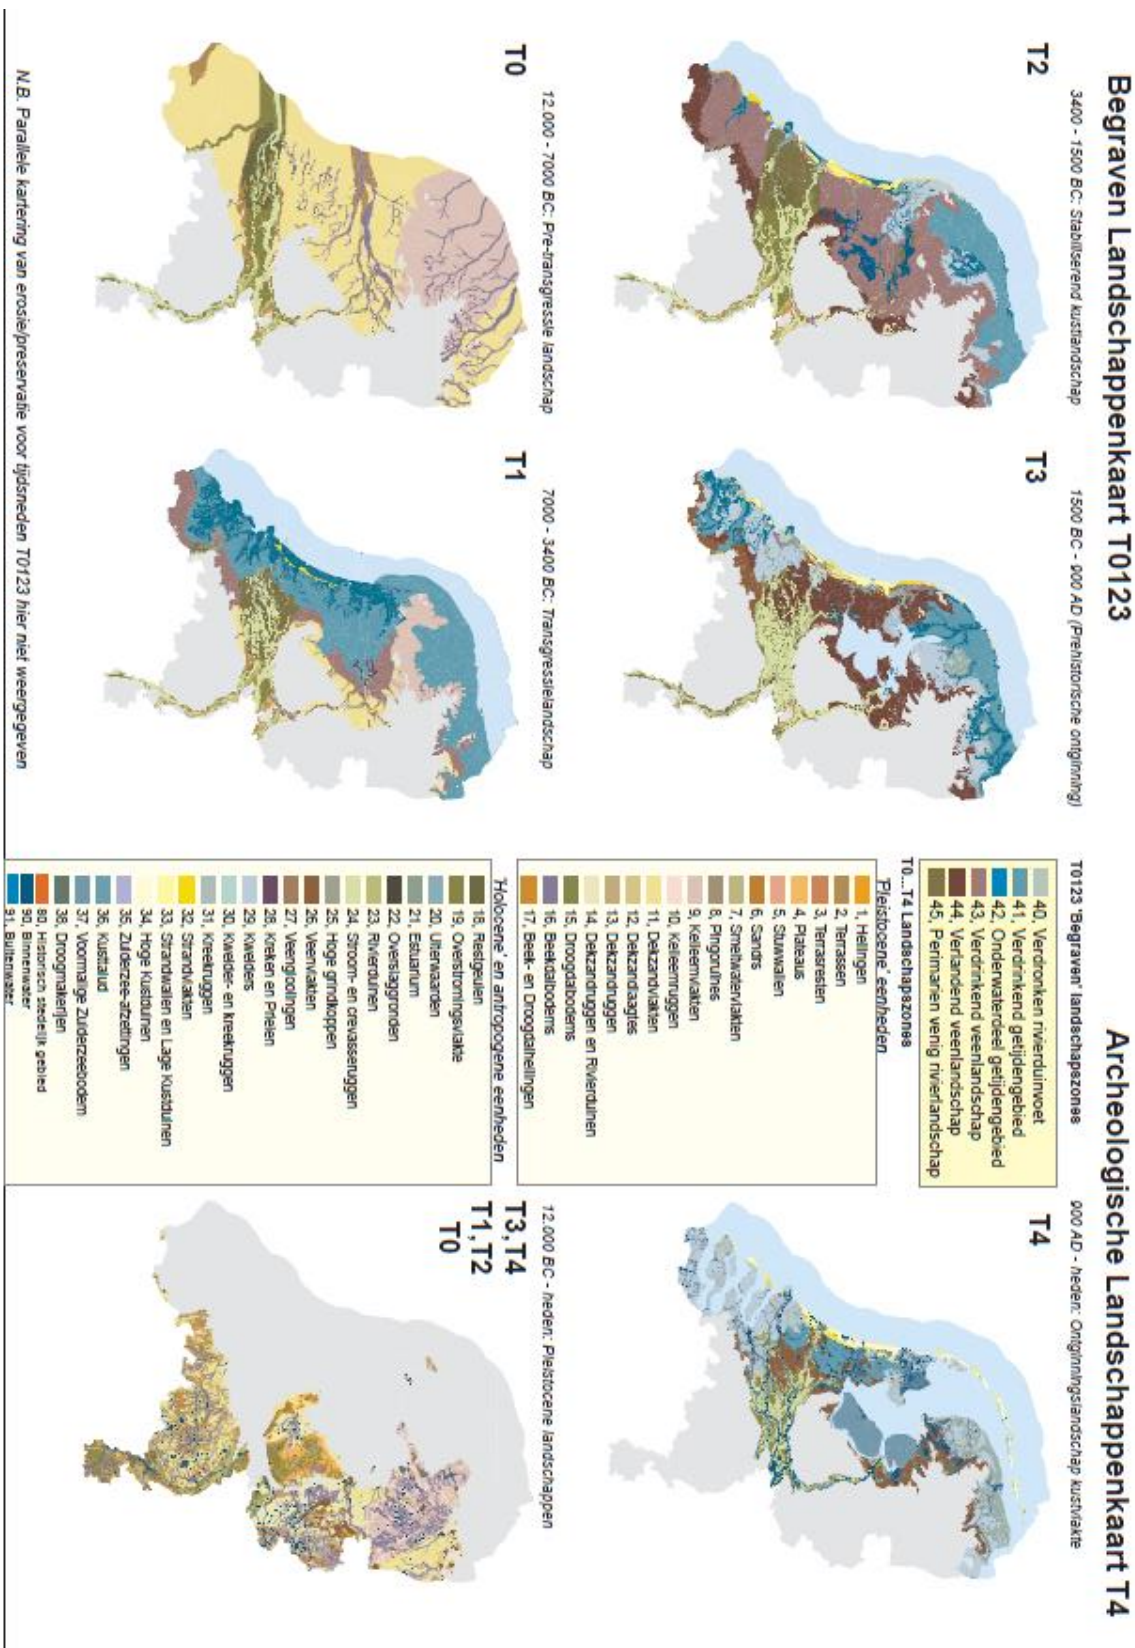 Begraven Landschappenkaart T0123
Archeologische Landschappenkaart T4
T2
3400 - 1500 BC: Stabiliserend kustlandschap
T3
1500 BC - 900 AD (Prehistorische ontginning)
T0123 'Begraven' landschapszones
40, Verdronken rivierduinvoet
41, Verdrinkend getijdengebied
42, Onderwaterdeel getijdengebied
43, Verdrinkend veenlandschap
44, Verlandend veenlandschap
45, Perimarien venig rivierlandschap
T0...T4 Landschapszones
'Pleistocene' eenheden
1, Hellingen
2, Terrassen
3, Terrasresten
4, Plateaus
5, Stuwwallen
6, Sandrs
7, Smeltwatervlakten
8, Pingoruïnes
9, Keileemvlakten
10, Keileemruggen
11, Dekzandvlakten
12, Dekzandlaagtes
13, Dekzandruggen
14, Dekzandruggen en Rivierduinen
15, Droogdalbodems
16, Beekdalbodems
17, Beek- en Droogdalhellingen
'Holocene' en antropogene eenheden
18, Restgeulen
19, Overstromingsvlakte
20, Uiterwaarden
21, Estuarium
22, Overslaggronden
23, Rivierduinen
24, Stroom- en crevasseruggen
25, Hoge grindkoppen
26, Veenvlakten
27, Veenglooiingen
28, Kreken en Prielen
29, Kwelders
30, Kwelder- en kreekruggen
31, Kreekruggen
32, Strandvlakten
33, Strandwallen en Lage Kustduinen
34, Hoge Kustduinen
35, Zuiderzee-afzettingen
36, Kustzaluid
37, Voormalige Zuiderzeebodem
38, Droogmakerijen
80, Historisch stedelijk gebied
90, Binnenwater
91, Buitenwater
T4
900 AD - heden: Ontginningslandschap kustvlakte
T0
12.000 - 7000 BC: Pre-transgressie landschap
T1
7000 - 3400 BC: Transgressielandschap
12.000 BC - heden: Pleistocene landschappen
T3,T4
T1,T2
T0
N.B. Parallele kartering van erosie/preservatie voor tijdsneden T0123 hier niet weergegeven